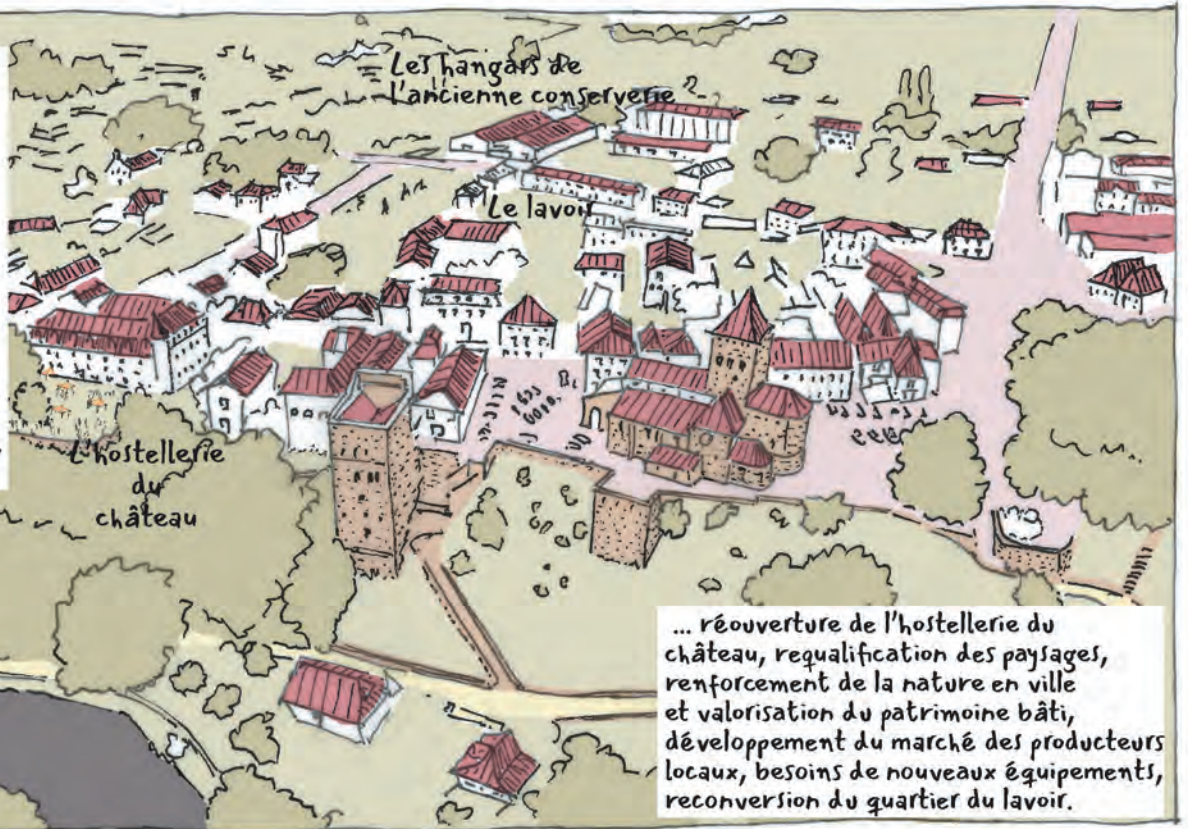 Les hangars de
l'ancienne conserverie
Le lavoir
L'hostellerie
du
château
... réouverture de l'hostellerie du
château, requalification des paysages,
renforcement de la nature en ville
et valorisation du patrimoine bâti,
développement du marché des producteurs
locaux, besoins de nouveaux équipements,
reconversion du quartier du lavoir.